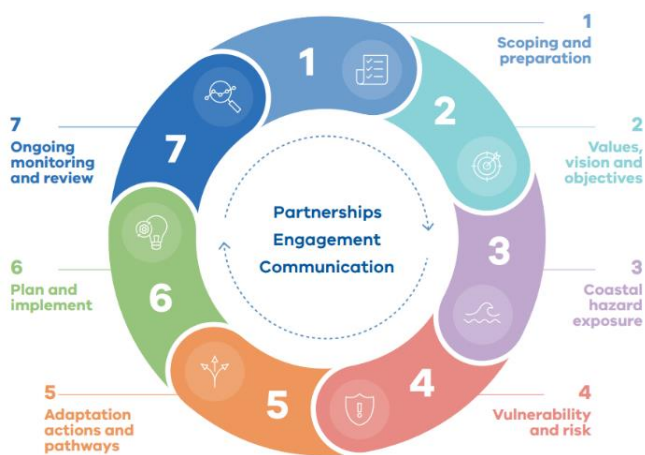 1
Scoping and
preparation
2
Values,
vision and
objectives
3
Coastal
hazard
exposure
4
Vulnerability
and risk
5
Adaptation
actions and
pathways
6
Plan and
implement
7
Ongoing
monitoring
and review
1
2
3
4
5
6
7
Partnerships
Engagement
Communication